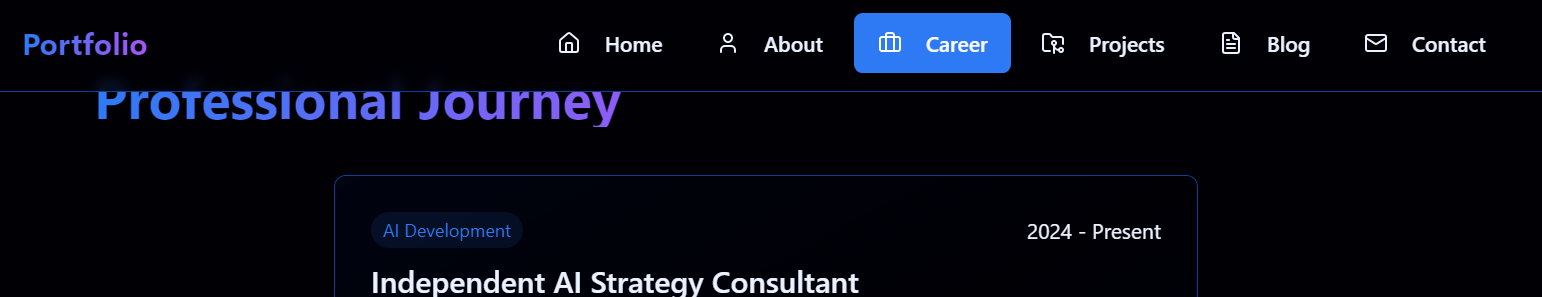 Portfolio
Home
About
Career
Projects
Blog
Contact
Professional Journey
AI Development
2024 - Present
Independent AI Strategy Consultant